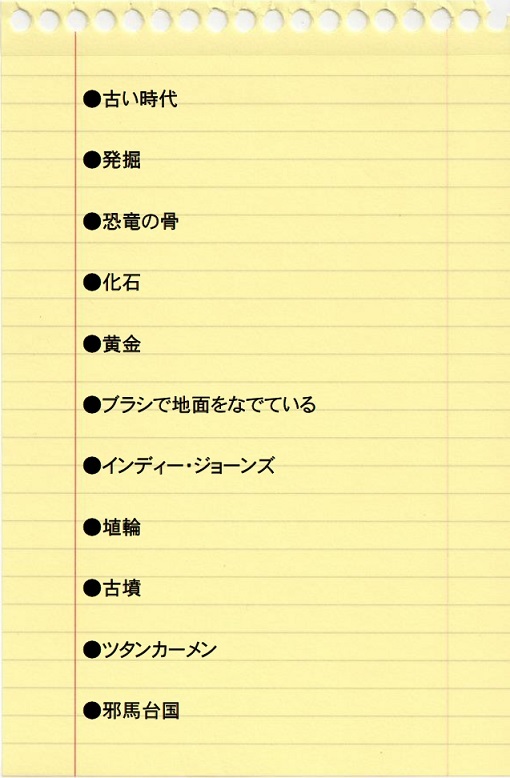 ●古い時代
●発掘
●恐竜の骨
●化石
●黄金
●ブラシで地面をなでている
●インディー・ジョーンズ
●埴輪
●古墳
●ツタンカーメン
●邪馬台国